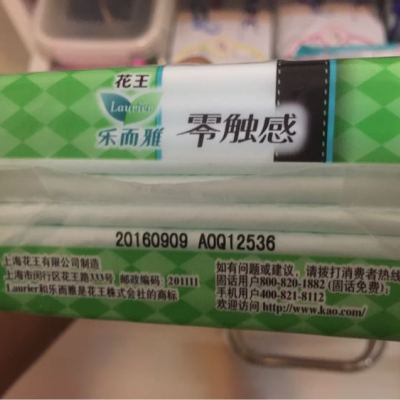 花王
Laurier
乐而雅
零触感
20160909 AOQ12536
上海花王有限公司制造
上海市闵行区花王路333号 邮政编码:201111
Laurier和乐而雅是花王株式会社的商标
如有问题或建议，请拨打消费者热线
固话用户800-820-1882 (固话免费)，
手机用户400-821-8112
欢迎访问 http://www.kao.com/